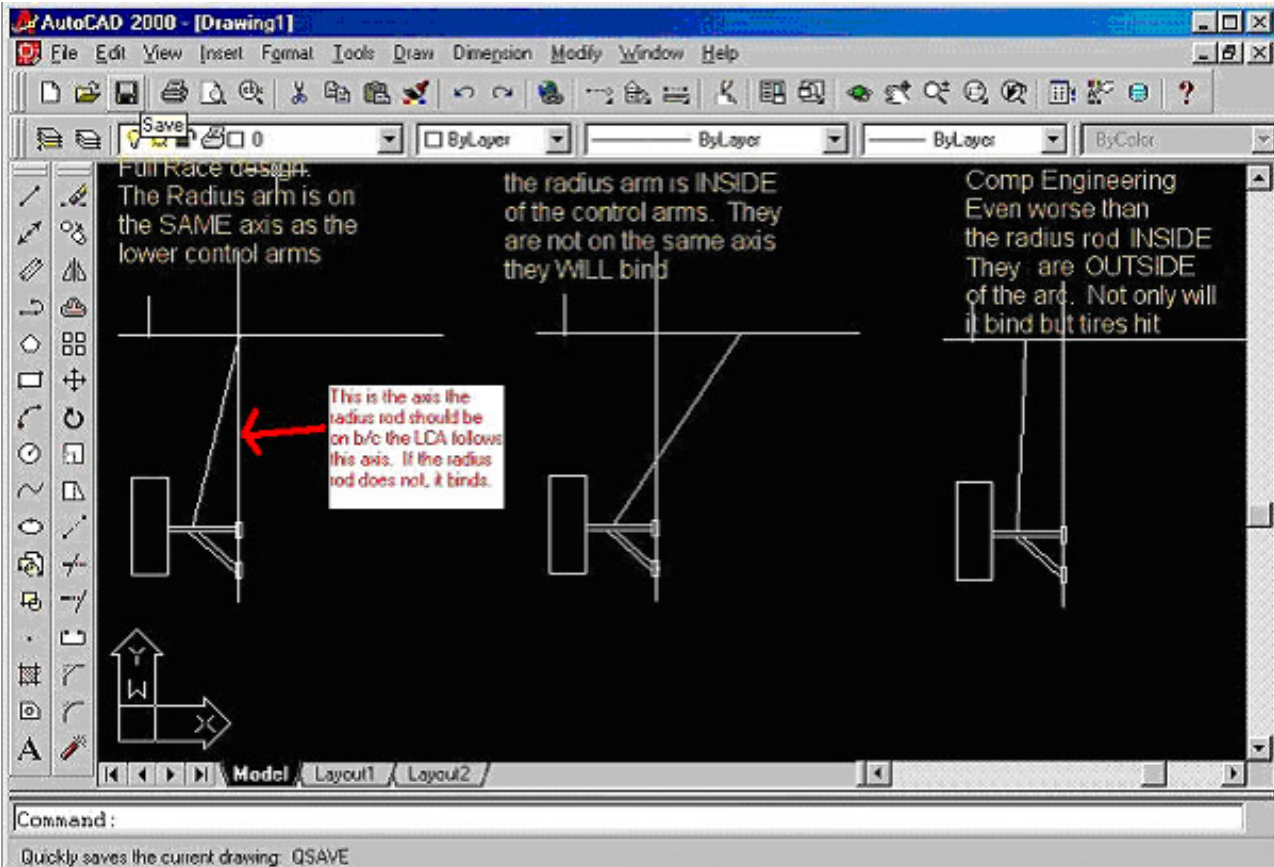 AutoCAD 2000 - [Drawing1]
File Edit View Insert Format Tools Draw Dimension Modify Window Help
Save
0
ByLayer
ByLayer
ByLayer
ByColor
Full Race design.
The Radius arm is on
the SAME axis as the
lower control arms
the radius arm is INSIDE
of the control arms. They
are not on the same axis
they WILL bind
Comp Engineering
Even worse than
the radius rod INSIDE
They are OUTSIDE
of the arc. Not only will
it bind but tires hit
This is the axis the
radius rod should be
on b/c the LCA follows
this axis. If the radius
rod does not, it binds.
Y
W
X
A
Model Layout1 Layout2
Command:
Quickly saves the current drawing: QSAVE